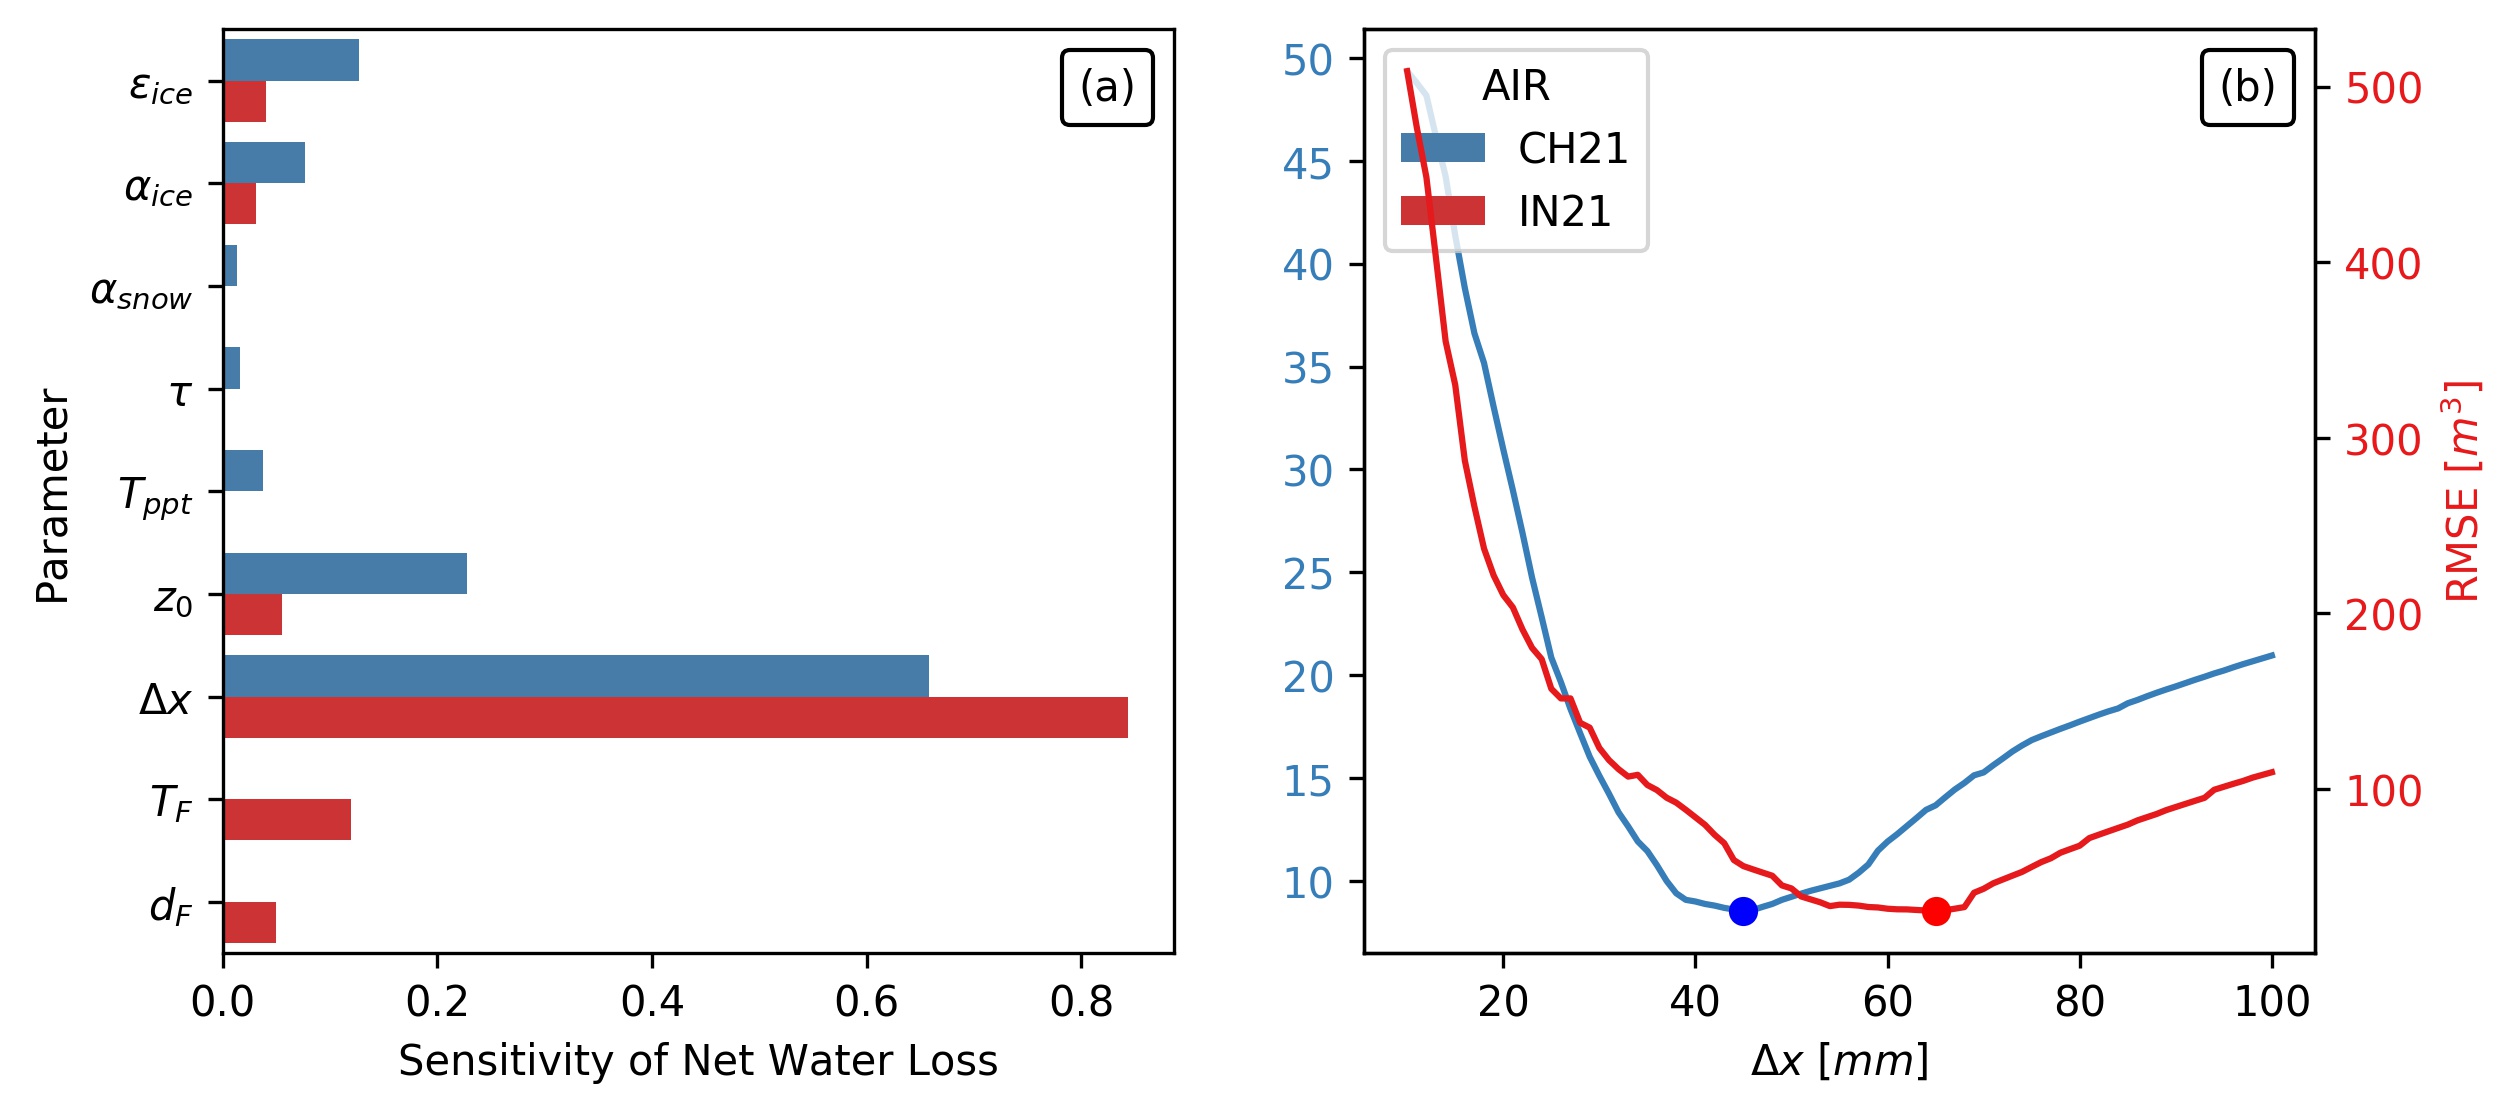 (a)
Parameter
ε_ice
α_ice
α_snow
τ
T_ppt
z_0
Δx
T_F
d_F
0.0 0.2 0.4 0.6 0.8
Sensitivity of Net Water Loss
(b)
AIR
CH21
IN21
50
45
40
35
30
25
20
15
10
500
400
300
200
100
RMSE [m³]
20 40 60 80 100
Δx [mm]